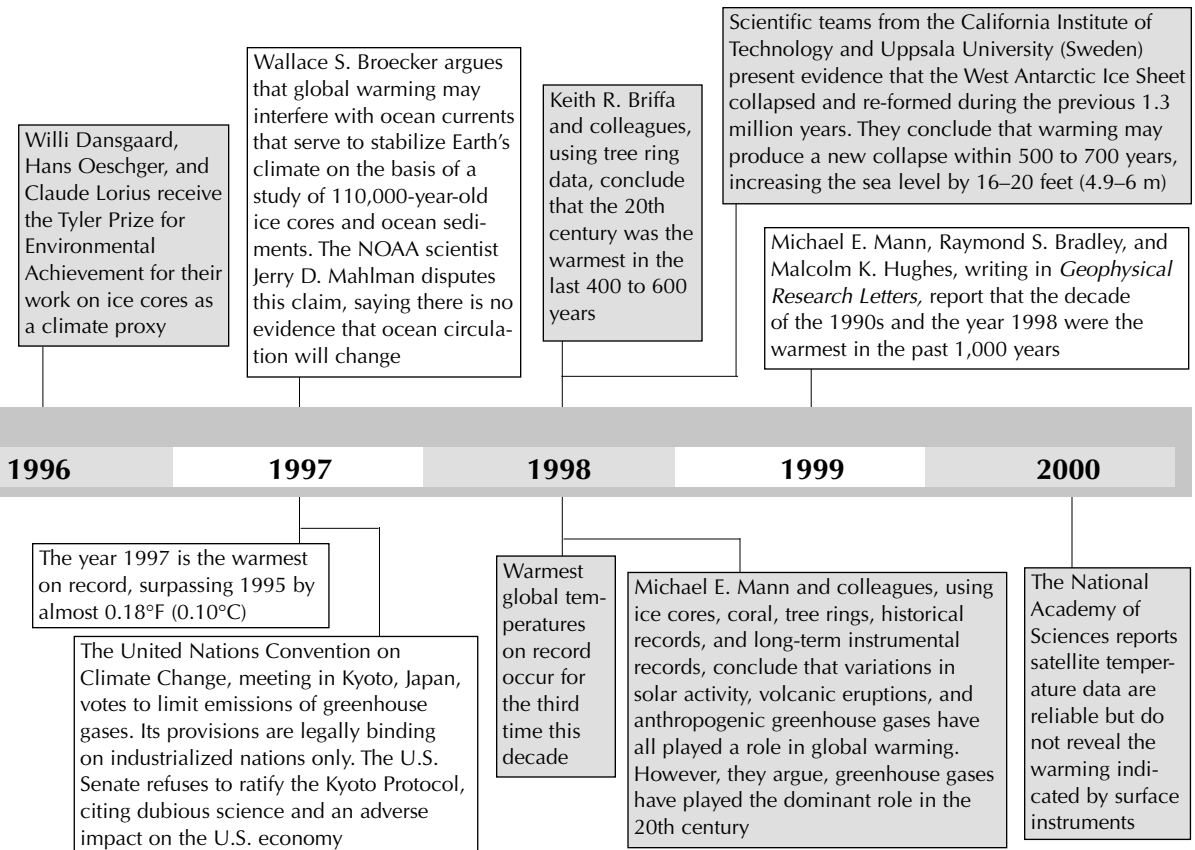 Willi Dansgaard,
Hans Oeschger, and
Claude Lorius receive
the Tyler Prize for
Environmental
Achievement for their
work on ice cores as
a climate proxy
Wallace S. Broecker argues
that global warming may
interfere with ocean currents
that serve to stabilize Earth's
climate on the basis of a
study of 110,000-year-old
ice cores and ocean sedi-
ments. The NOAA scientist
Jerry D. Mahlman disputes
this claim, saying there is no
evidence that ocean circula-
tion will change
Keith R. Briffa
and colleagues,
using tree ring
data, conclude
that the 20th
century was the
warmest in the
last 400 to 600
years
Scientific teams from the California Institute of
Technology and Uppsala University (Sweden)
present evidence that the West Antarctic Ice Sheet
collapsed and re-formed during the previous 1.3
million years. They conclude that warming may
produce a new collapse within 500 to 700 years,
increasing the sea level by 16–20 feet (4.9–6 m)
Michael E. Mann, Raymond S. Bradley, and
Malcolm K. Hughes, writing in Geophysical
Research Letters, report that the decade
of the 1990s and the year 1998 were the
warmest in the past 1,000 years
1996 1997 1998 1999 2000
The year 1997 is the warmest
on record, surpassing 1995 by
almost 0.18°F (0.10°C)
The United Nations Convention on
Climate Change, meeting in Kyoto, Japan,
votes to limit emissions of greenhouse
gases. Its provisions are legally binding
on industrialized nations only. The U.S.
Senate refuses to ratify the Kyoto Protocol,
citing dubious science and an adverse
impact on the U.S. economy
Warmest
global tem-
peratures
on record
occur for
the third
time this
decade
Michael E. Mann and colleagues, using
ice cores, coral, tree rings, historical
records, and long-term instrumental
records, conclude that variations in
solar activity, volcanic eruptions, and
anthropogenic greenhouse gases have
all played a role in global warming.
However, they argue, greenhouse gases
have played the dominant role in the
20th century
The National
Academy of
Sciences reports
satellite temper-
ature data are
reliable but do
not reveal the
warming indi-
cated by surface
instruments